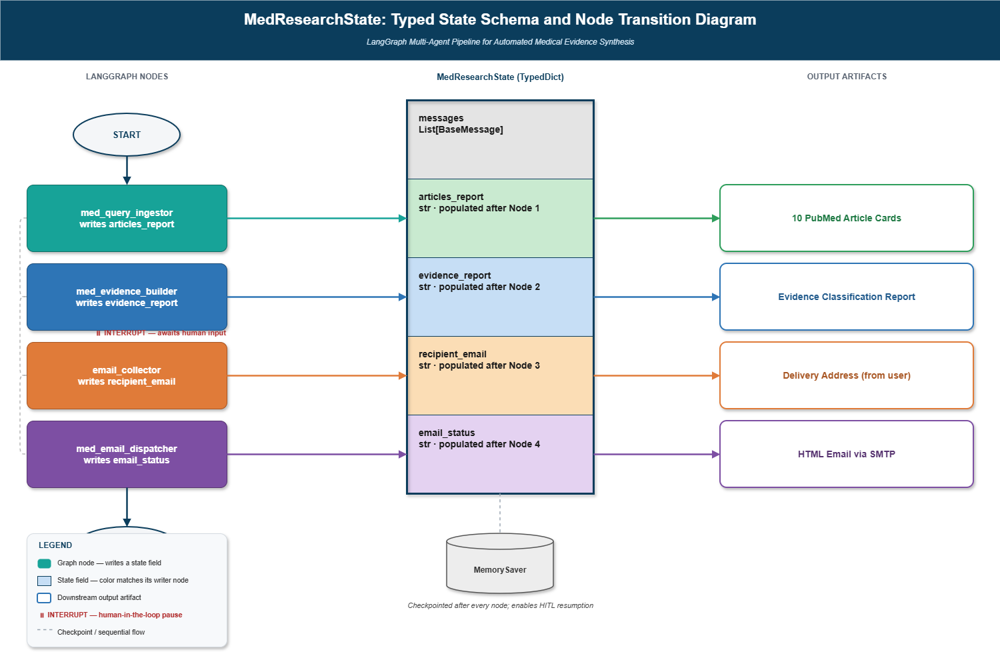 MedResearchState: Typed State Schema and Node Transition Diagram
LangGraph Multi-Agent Pipeline for Automated Medical Evidence Synthesis
LANGGRAPH NODES
MedResearchState (TypedDict)
OUTPUT ARTIFACTS
START
messages
List[BaseMessage]
med_query_ingestor
writes articles_report
articles_report
str · populated after Node 1
10 PubMed Article Cards
med_evidence_builder
writes evidence_report
evidence_report
str · populated after Node 2
Evidence Classification Report
⏸ INTERRUPT — awaits human input
email_collector
writes recipient_email
recipient_email
str · populated after Node 3
Delivery Address (from user)
med_email_dispatcher
writes email_status
email_status
str · populated after Node 4
HTML Email via SMTP
MemorySaver
Checkpointed after every node; enables HITL resumption
LEGEND
Graph node — writes a state field
State field — color matches its writer node
Downstream output artifact
⏸ INTERRUPT — human-in-the-loop pause
Checkpoint / sequential flow